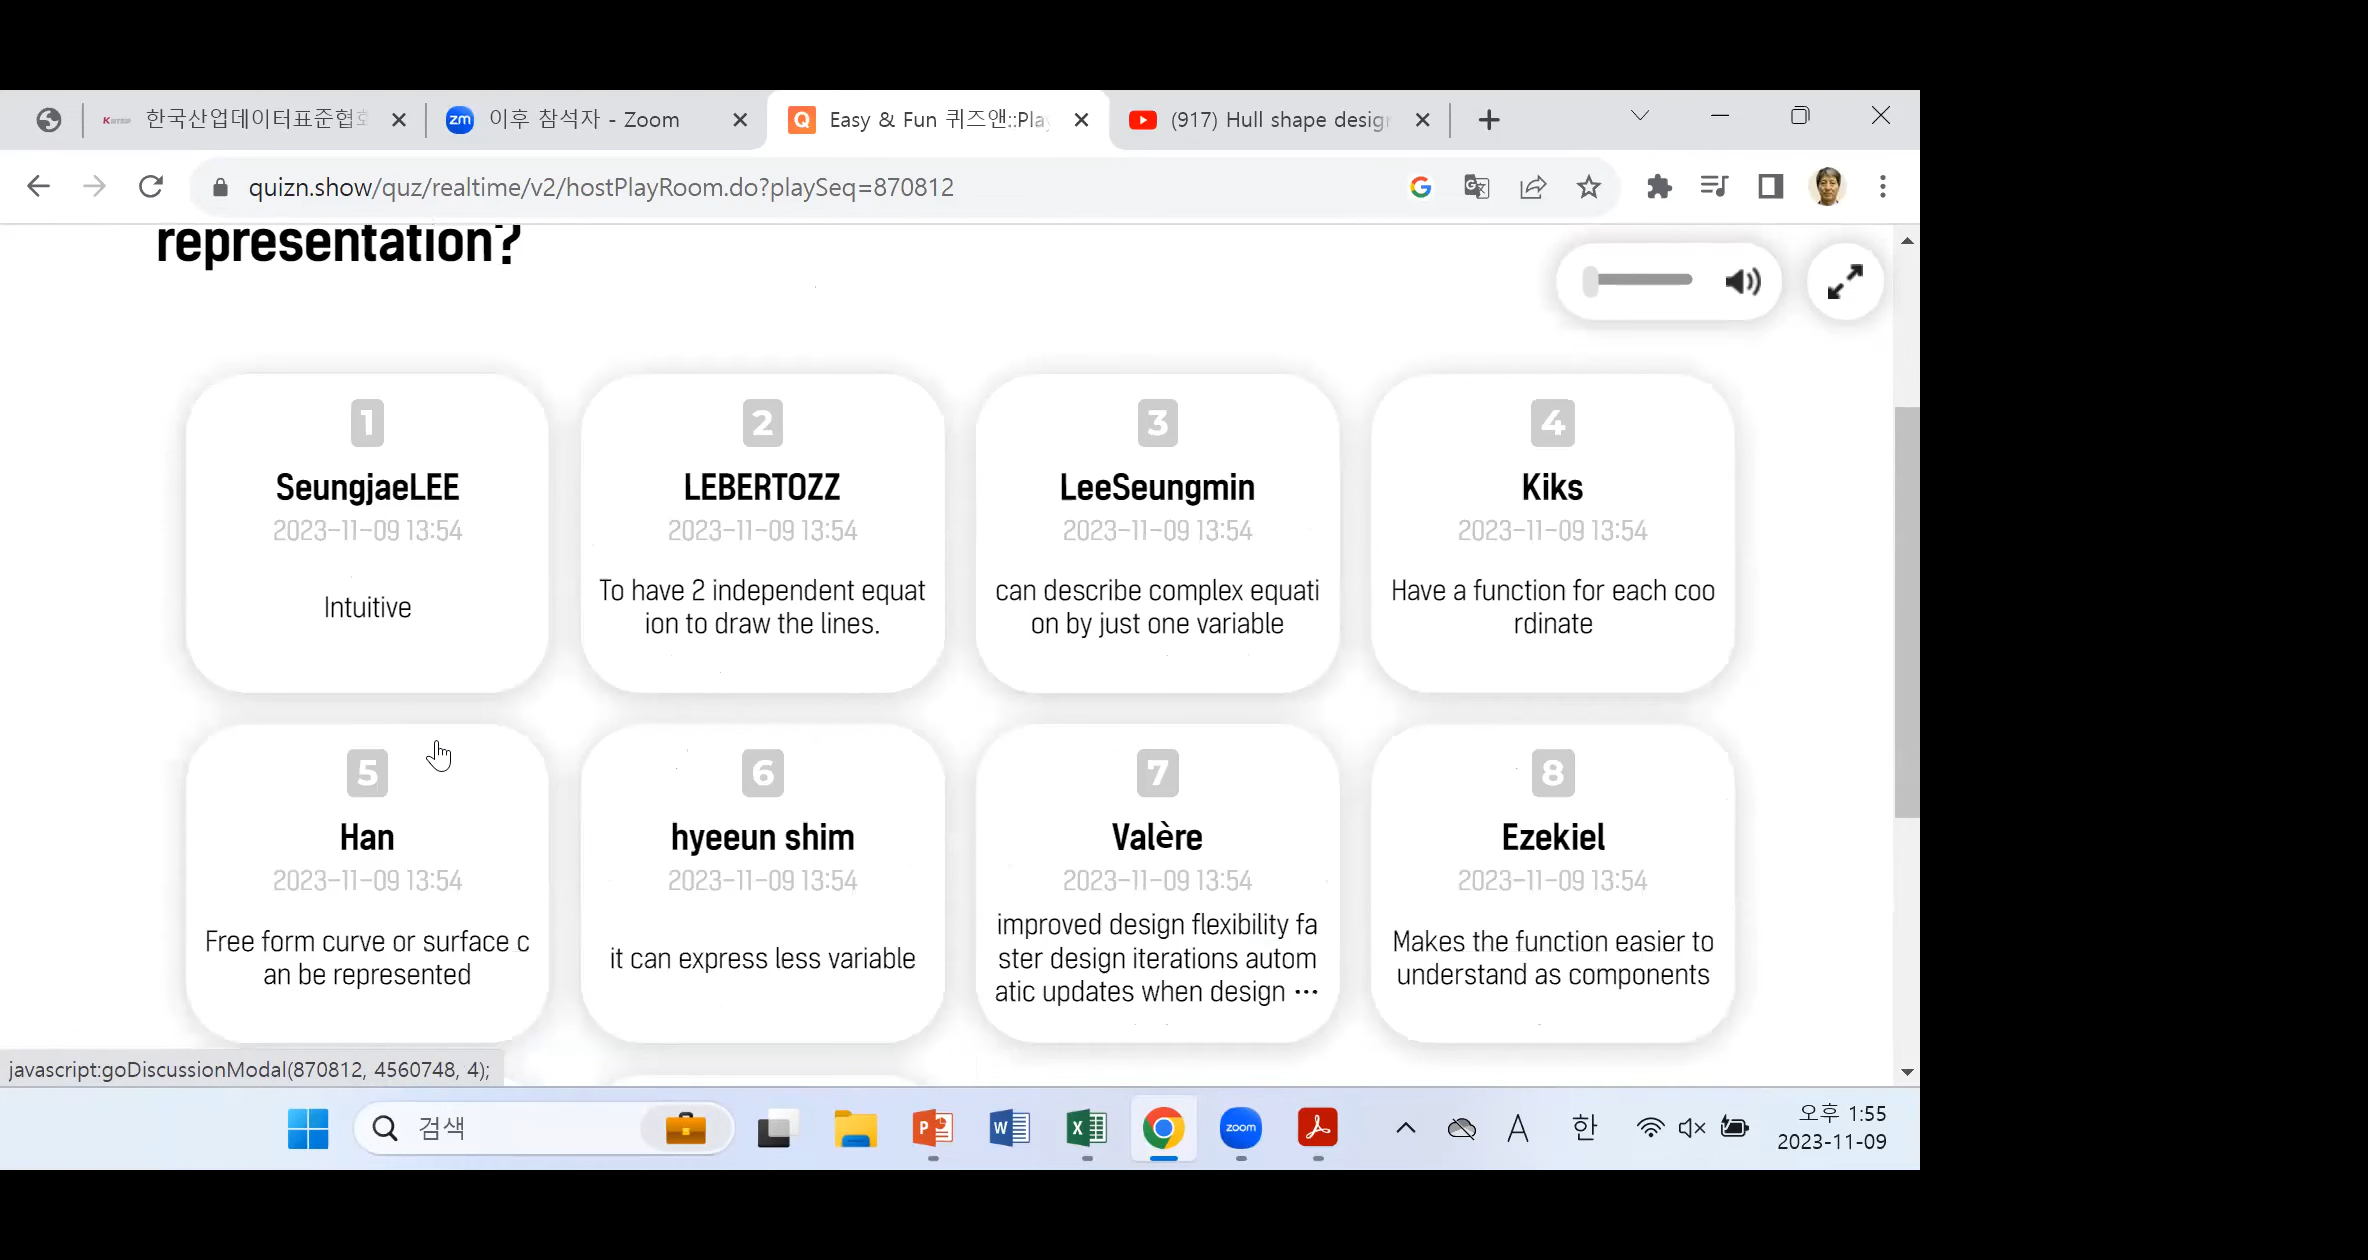 한국산업데이터표준협회
zm 이후 참석자 - Zoom
Q Easy & Fun 퀴즈앤::Pla
(917) Hull shape desig
quizn.show/quz/realtime/v2/hostPlayRoom.do?playSeq=870812
representation?
1
SeungjaeLEE
2023-11-09 13:54
Intuitive
2
LEBERTOZZ
2023-11-09 13:54
To have 2 independent equat
ion to draw the lines.
3
LeeSeungmin
2023-11-09 13:54
can describe complex equati
on by just one variable
4
Kiks
2023-11-09 13:54
Have a function for each coo
rdinate
5
Han
2023-11-09 13:54
Free form curve or surface c
an be represented
6
hyeeun shim
2023-11-09 13:54
it can express less variable
7
Valère
2023-11-09 13:54
improved design flexibility fa
ster design iterations autom
atic updates when design ···
8
Ezekiel
2023-11-09 13:54
Makes the function easier to
understand as components
javascript:goDiscussionModal(870812, 4560748, 4);
검색
zoom
A
한
오후 1:55
2023-11-09